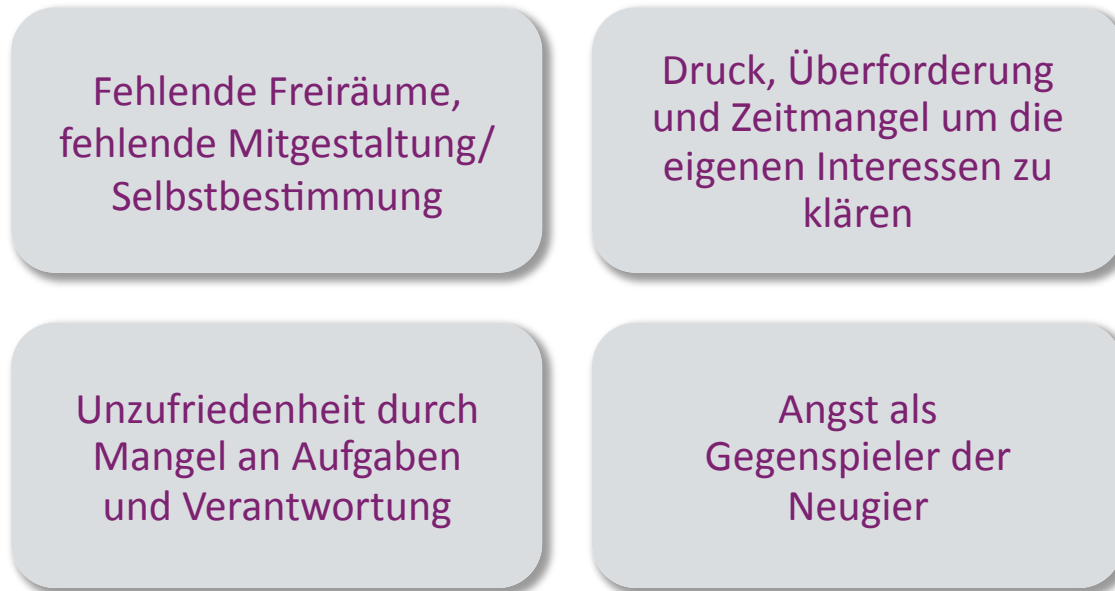 Fehlende Freiräume,
fehlende Mitgestaltung/
Selbstbestimmung
Druck, Überforderung
und Zeitmangel um die
eigenen Interessen zu
klären
Unzufriedenheit durch
Mangel an Aufgaben
und Verantwortung
Angst als
Gegenspieler der
Neugier